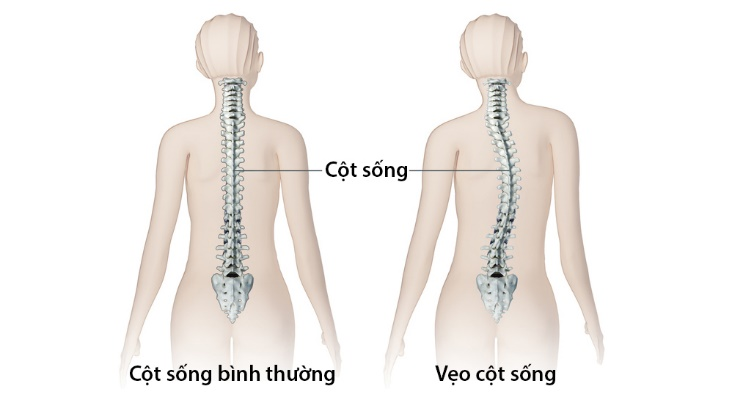 Cột sống
Cột sống bình thường
Vẹo cột sống